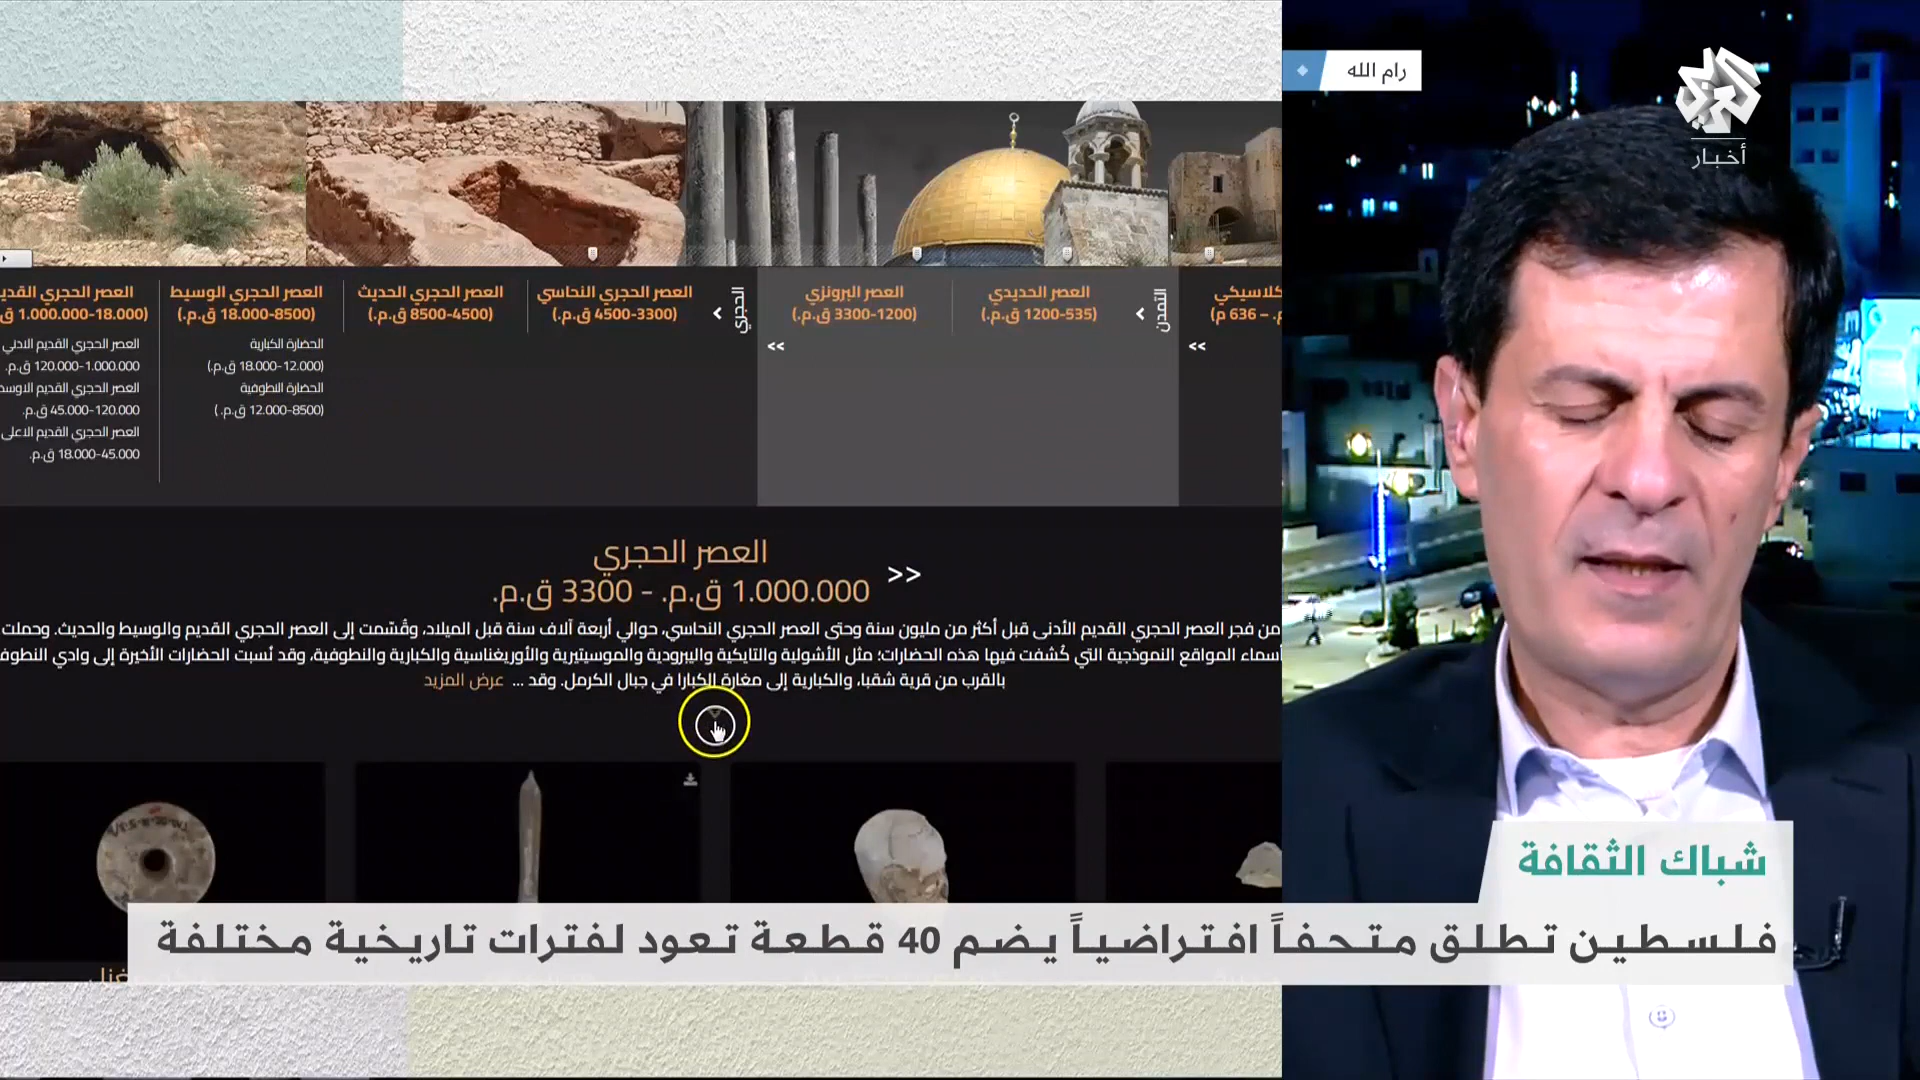 رام الله
العربي
أخبار
العصر الحجري الوسيط
(18.000-8500 ق.م.)
الحضارة الكبارية
(18.000-12.000 ق.م.)
الحضارة النطوفية
(12.000-8500 ق.م. )
العصر الحجري الحديث
(8500-4500 ق.م.)
العصر الحجري النحاسي
(4500-3300 ق.م.)
الحجري
العصر البرونزي
(3300-1200 ق.م.)
العصر الحديدي
(1200-535 ق.م.)
التمدن
كلاسيكي
م. – 636 م)
العصر الحجري القدي
(1.000.000-18.000 ق
العصر الحجري القديم الادني
1.000.000-120.000 ق.م.
العصر الحجري القديم الاوسط
120.000-45.000 ق.م.
العصر الحجري القديم الاعلى
45.000-18.000 ق.م.
العصر الحجري
1.000.000 ق.م. - 3300 ق.م.
من فجر العصر الحجري القديم الأدنى قبل أكثر من مليون سنة وحتى العصر الحجري النحاسي، حوالي أربعة آلاف سنة قبل الميلاد، وقُسّمت إلى العصر الحجري القديم والوسيط والحديث. وحملت
أسماء المواقع النموذجية التي كُشفت فيها هذه الحضارات؛ مثل الأشولية والتايكية واليبرودية والموستيرية والأوريغناسية والكبارية والنطوفية، وقد نُسبت الحضارات الأخيرة إلى وادي النطوف
بالقرب من قرية شقبا، والكبارية إلى مغارة الكبارا في جبال الكرمل. وقد ... عرض المزيد
شباك الثقافة
فلسطين تطلق متحفاً افتراضياً يضم 40 قطعة تعود لفترات تاريخية مختلفة